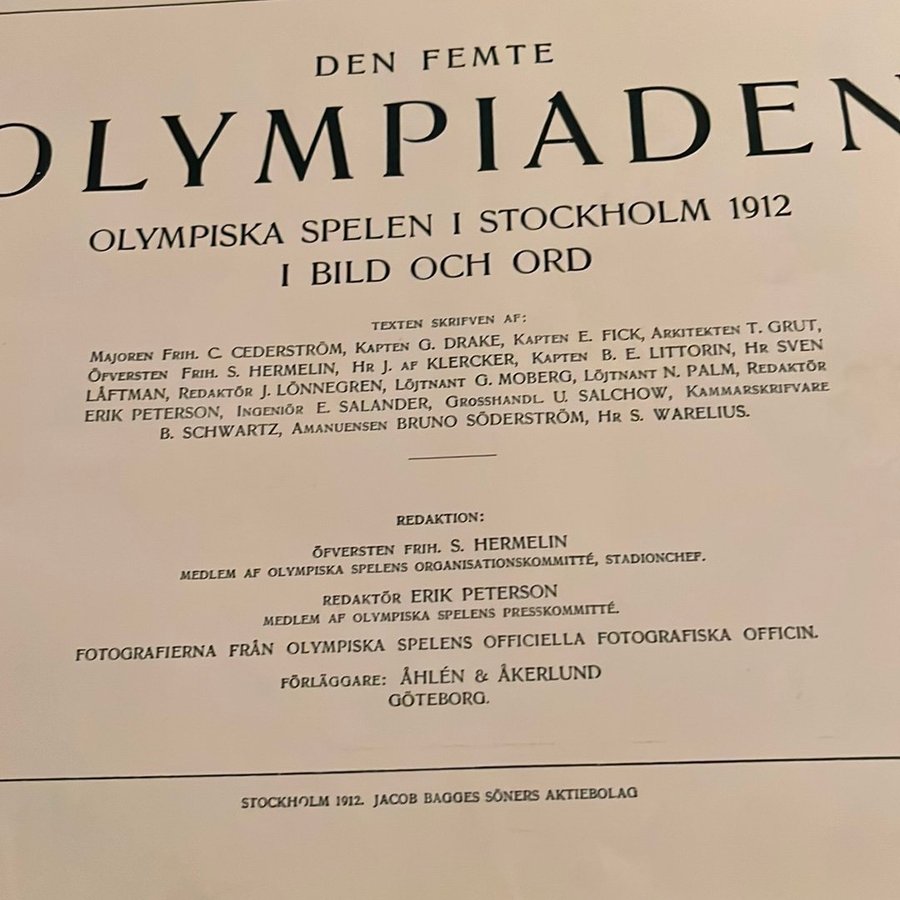 DEN FEMTE
OLYMPIADEN
OLYMPISKA SPELEN I STOCKHOLM 1912
I BILD OCH ORD
TEXTEN SKRIFVEN AF:
MAJOREN FRIH. C. CEDERSTRÖM, KAPTEN G. DRAKE, KAPTEN E. FICK, ARKITEKTEN T. GRUT,
ÖFVERSTEN FRIH. S. HERMELIN, HR J. AF KLERCKER, KAPTEN B. E. LITTORIN, HR SVEN
LÅFTMAN, REDAKTÖR J. LÖNNEGREN, LÖJTNANT G. MOBERG, LÖJTNANT N. PALM, REDAKTÖR
ERIK PETERSON, INGENIÖR E. SALANDER, GROSSHANDL. U. SALCHOW, KAMMARSKRIFVARE
B. SCHWARTZ, AMANUENSEN BRUNO SÖDERSTRÖM, HR S. WARELIUS.
REDAKTION:
ÖFVERSTEN FRIH. S. HERMELIN
MEDLEM AF OLYMPISKA SPELENS ORGANISATIONSKOMMITTÉ, STADIONCHEF.
REDAKTÖR ERIK PETERSON
MEDLEM AF OLYMPISKA SPELENS PRESSKOMMITTÉ.
FOTOGRAFIERNA FRÅN OLYMPISKA SPELENS OFFICIELLA FOTOGRAFISKA OFFICIN.
FÖRLÄGGARE: ÅHLÉN & ÅKERLUND
GÖTEBORG.
STOCKHOLM 1912. JACOB BAGGES SÖNERS AKTIEBOLAG